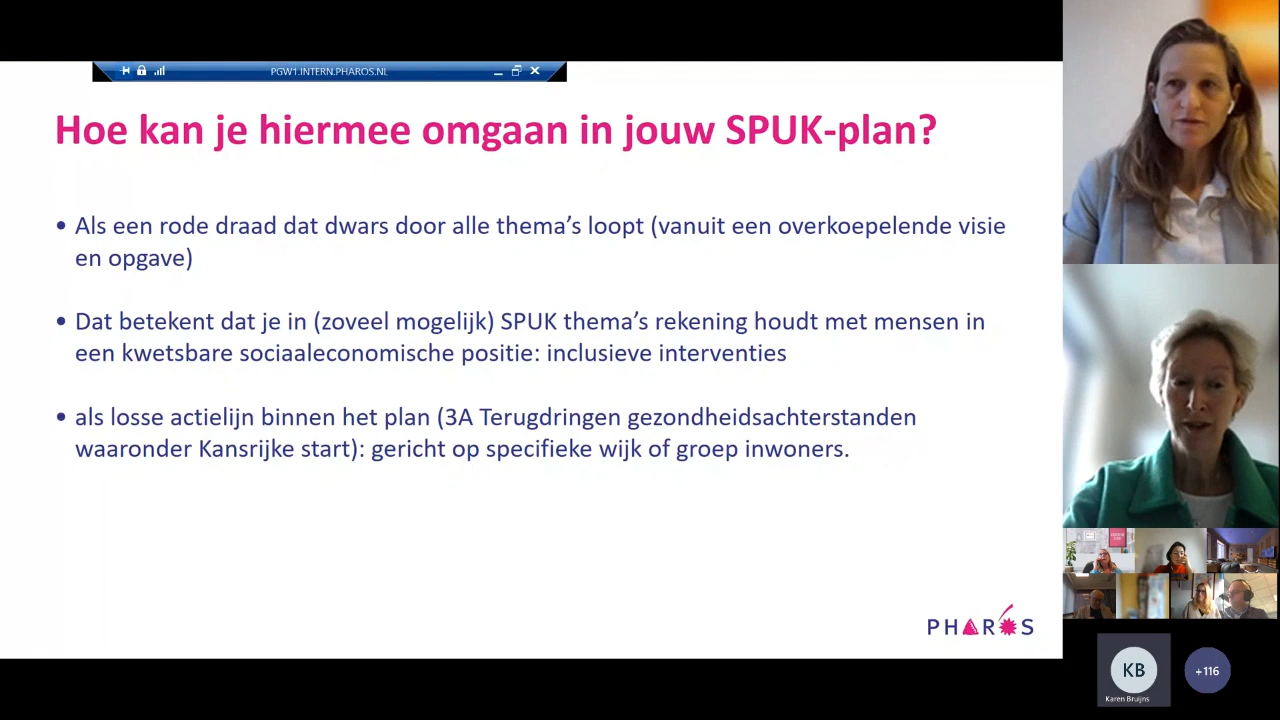 PGW1.INTERN.PHAROS.NL
Hoe kan je hiermee omgaan in jouw SPUK-plan?
• Als een rode draad dat dwars door alle thema’s loopt (vanuit een overkoepelende visie
en opgave)
• Dat betekent dat je in (zoveel mogelijk) SPUK thema’s rekening houdt met mensen in
een kwetsbare sociaaleconomische positie: inclusieve interventies
• als losse actielijn binnen het plan (3A Terugdringen gezondheidsachterstanden
waaronder Kansrijke start): gericht op specifieke wijk of groep inwoners.
PHAROS
KB
Karen Bruijns
+116